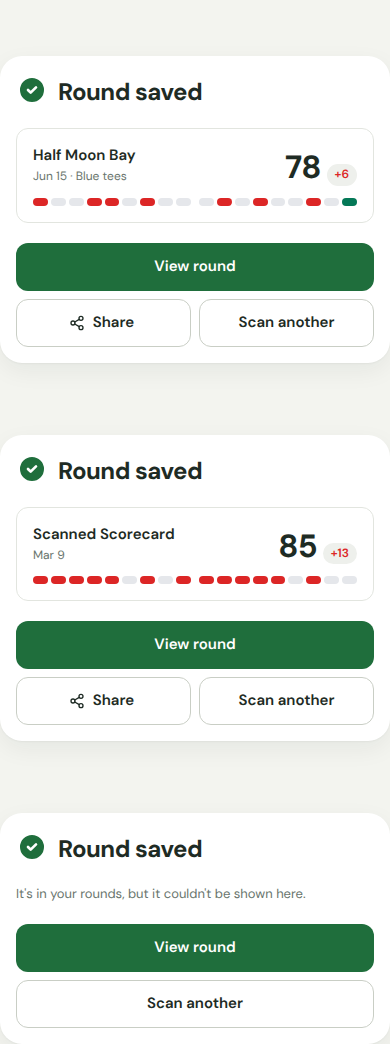 Round saved
Half Moon Bay
Jun 15 · Blue tees
78 +6
View round
Share
Scan another
Round saved
Scanned Scorecard
Mar 9
85 +13
View round
Share
Scan another
Round saved
It's in your rounds, but it couldn't be shown here.
View round
Scan another